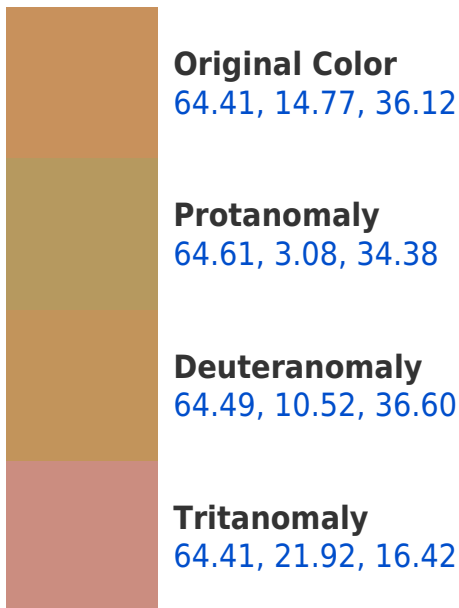 Original Color
64.41, 14.77, 36.12
Protanomaly
64.61, 3.08, 34.38
Deuteranomaly
64.49, 10.52, 36.60
Tritanomaly
64.41, 21.92, 16.42